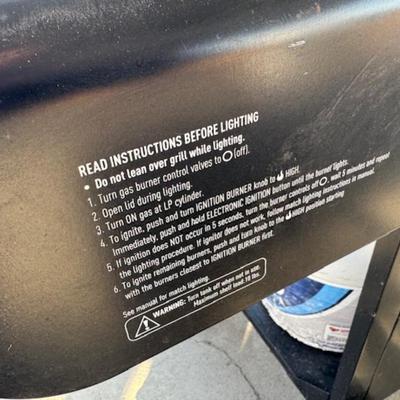 READ INSTRUCTIONS BEFORE LIGHTING
• Do not lean over grill while lighting.
1. Turn gas burner control valves to O (off).
2. Open lid during lighting.
3. Turn ON gas at LP cylinder.
4. To ignite, push and turn IGNITION BURNER knob to HIGH.
Immediately, push and hold ELECTRONIC IGNITION button until the burner lights.
5. If ignition does NOT occur in 5 seconds, turn the burner controls off O, wait 5 minutes and repeat
the lighting procedure. If ignitor does not work, follow match lighting instructions in manual.
6. To ignite remaining burners, push and turn knob to the HIGH position starting
with the burners closest to IGNITION BURNER first.
See manual for match lighting.
WARNING: Turn tank off when not in use.
Maximum shelf load: 10 lbs.